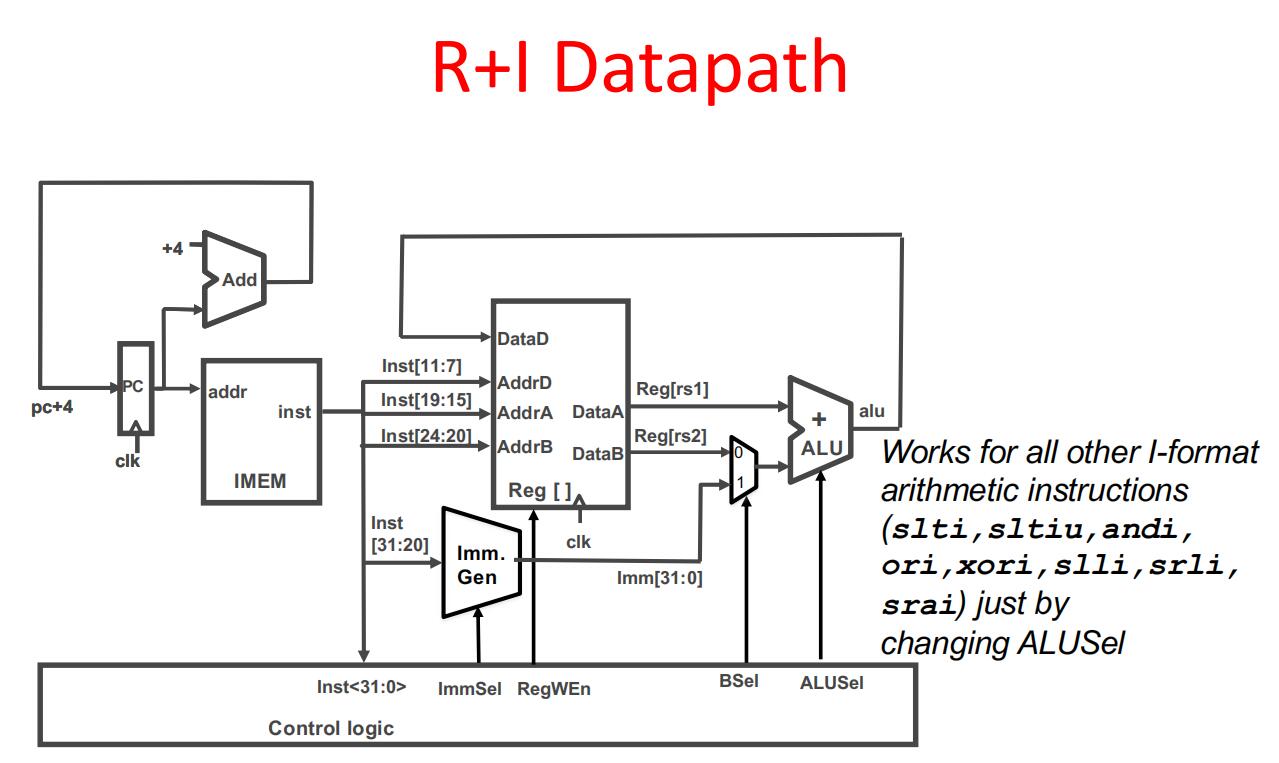 R+I Datapath
+4
Add
DataD
Inst[11:7]
AddrD
PC
addr
Reg[rs1]
Inst[19:15]
pc+4
inst
AddrA
DataA
+
alu
Inst[24:20]
Reg[rs2]
AddrB
DataB
0
ALU
clk
IMEM
1
Reg [ ]
Inst
[31:20]
Imm.
Gen
clk
Imm[31:0]
Works for all other I-format
arithmetic instructions
(slti,sltiu,andi,
ori,xori,slli,srli,
srai) just by
changing ALUSel
Inst<31:0>
ImmSel
RegWEn
BSel
ALUSel
Control logic